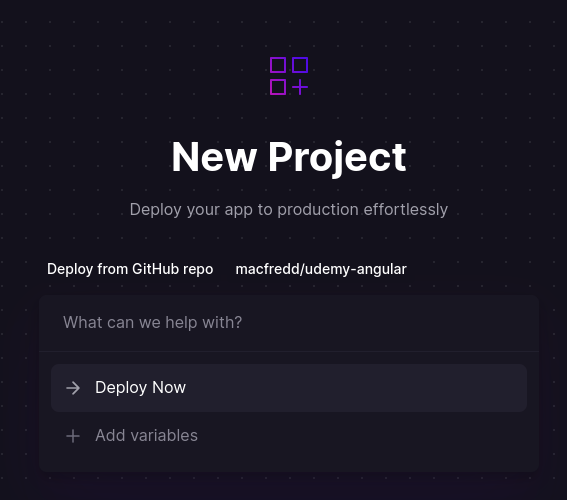 New Project
Deploy your app to production effortlessly
Deploy from GitHub repo macfredd/udemy-angular
What can we help with?
Deploy Now
Add variables